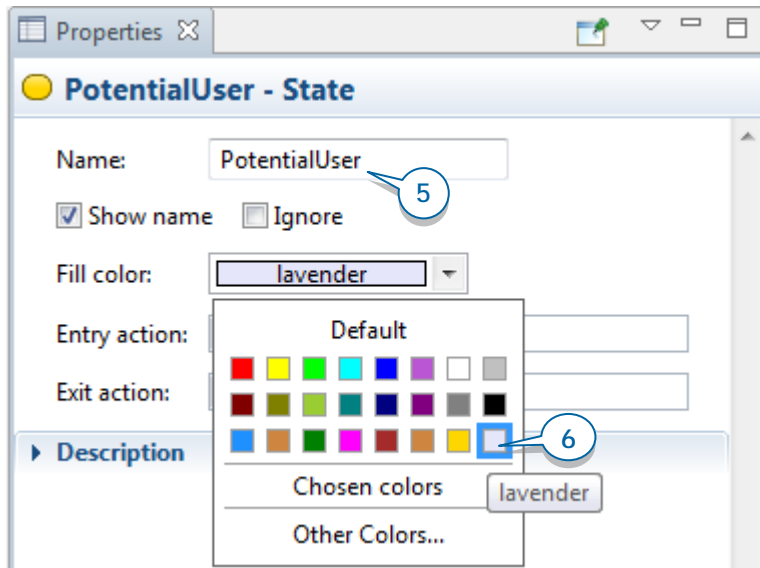 Properties
PotentialUser - State
Name: PotentialUser
5
Show name Ignore
Fill color: lavender
Default
Entry action:
Exit action:
6
Description
Chosen colors
lavender
Other Colors...